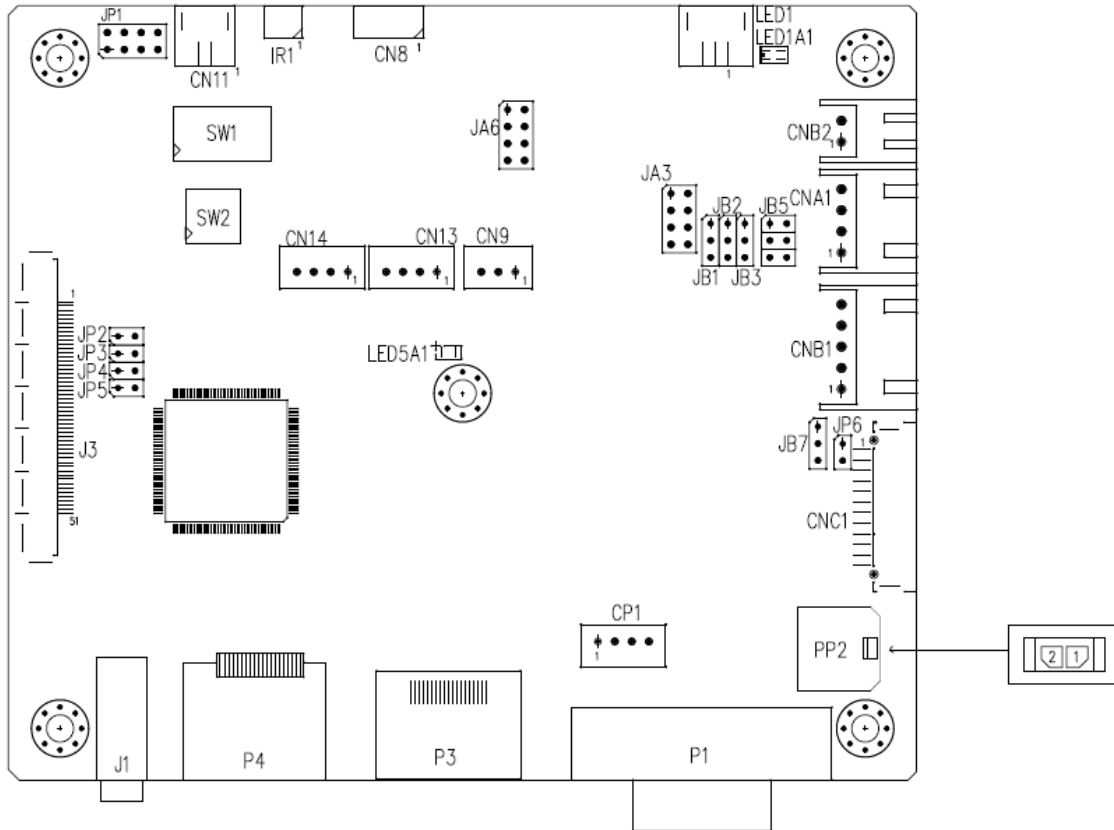 JP1
LED1
LED1A1
CN11
1
IR1
1
CN8
1
1
SW1
JA6
CNB2
1
JA3
CNA1
SW2
JB2
JB5
CN14
CN13
CN9
1
1
1
1
JB1
JB3
1
JP2
JP3
JP4
JP5
LED5A1
CNB1
1
J3
JB7
JP6
1
51
CNC1
CP1
1
PP2
2
1
J1
P4
P3
P1